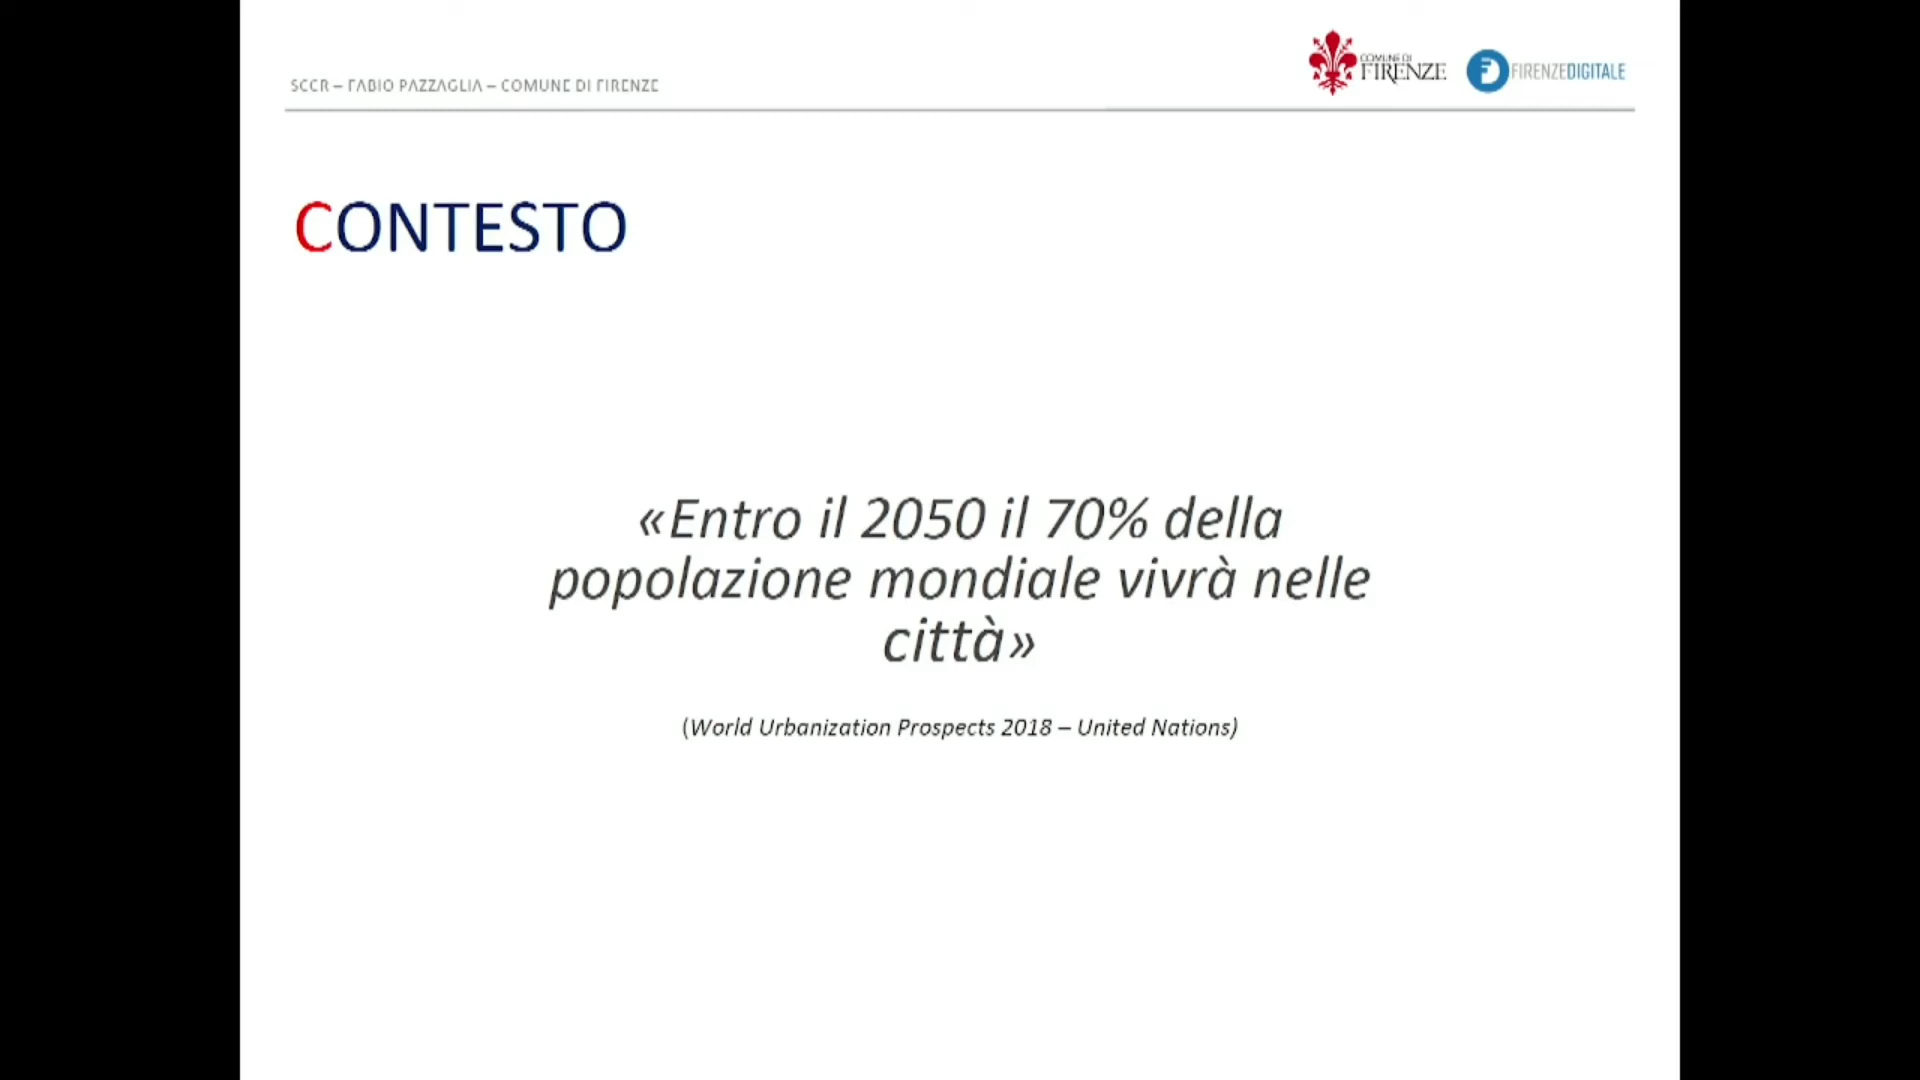 SCCR – FABIO PAZZAGLIA – COMUNE DI FIRENZE
COMUNE DI
FIRENZE
FIRENZEDIGITALE
CONTESTO
«Entro il 2050 il 70% della
popolazione mondiale vivrà nelle
città»
(World Urbanization Prospects 2018 – United Nations)